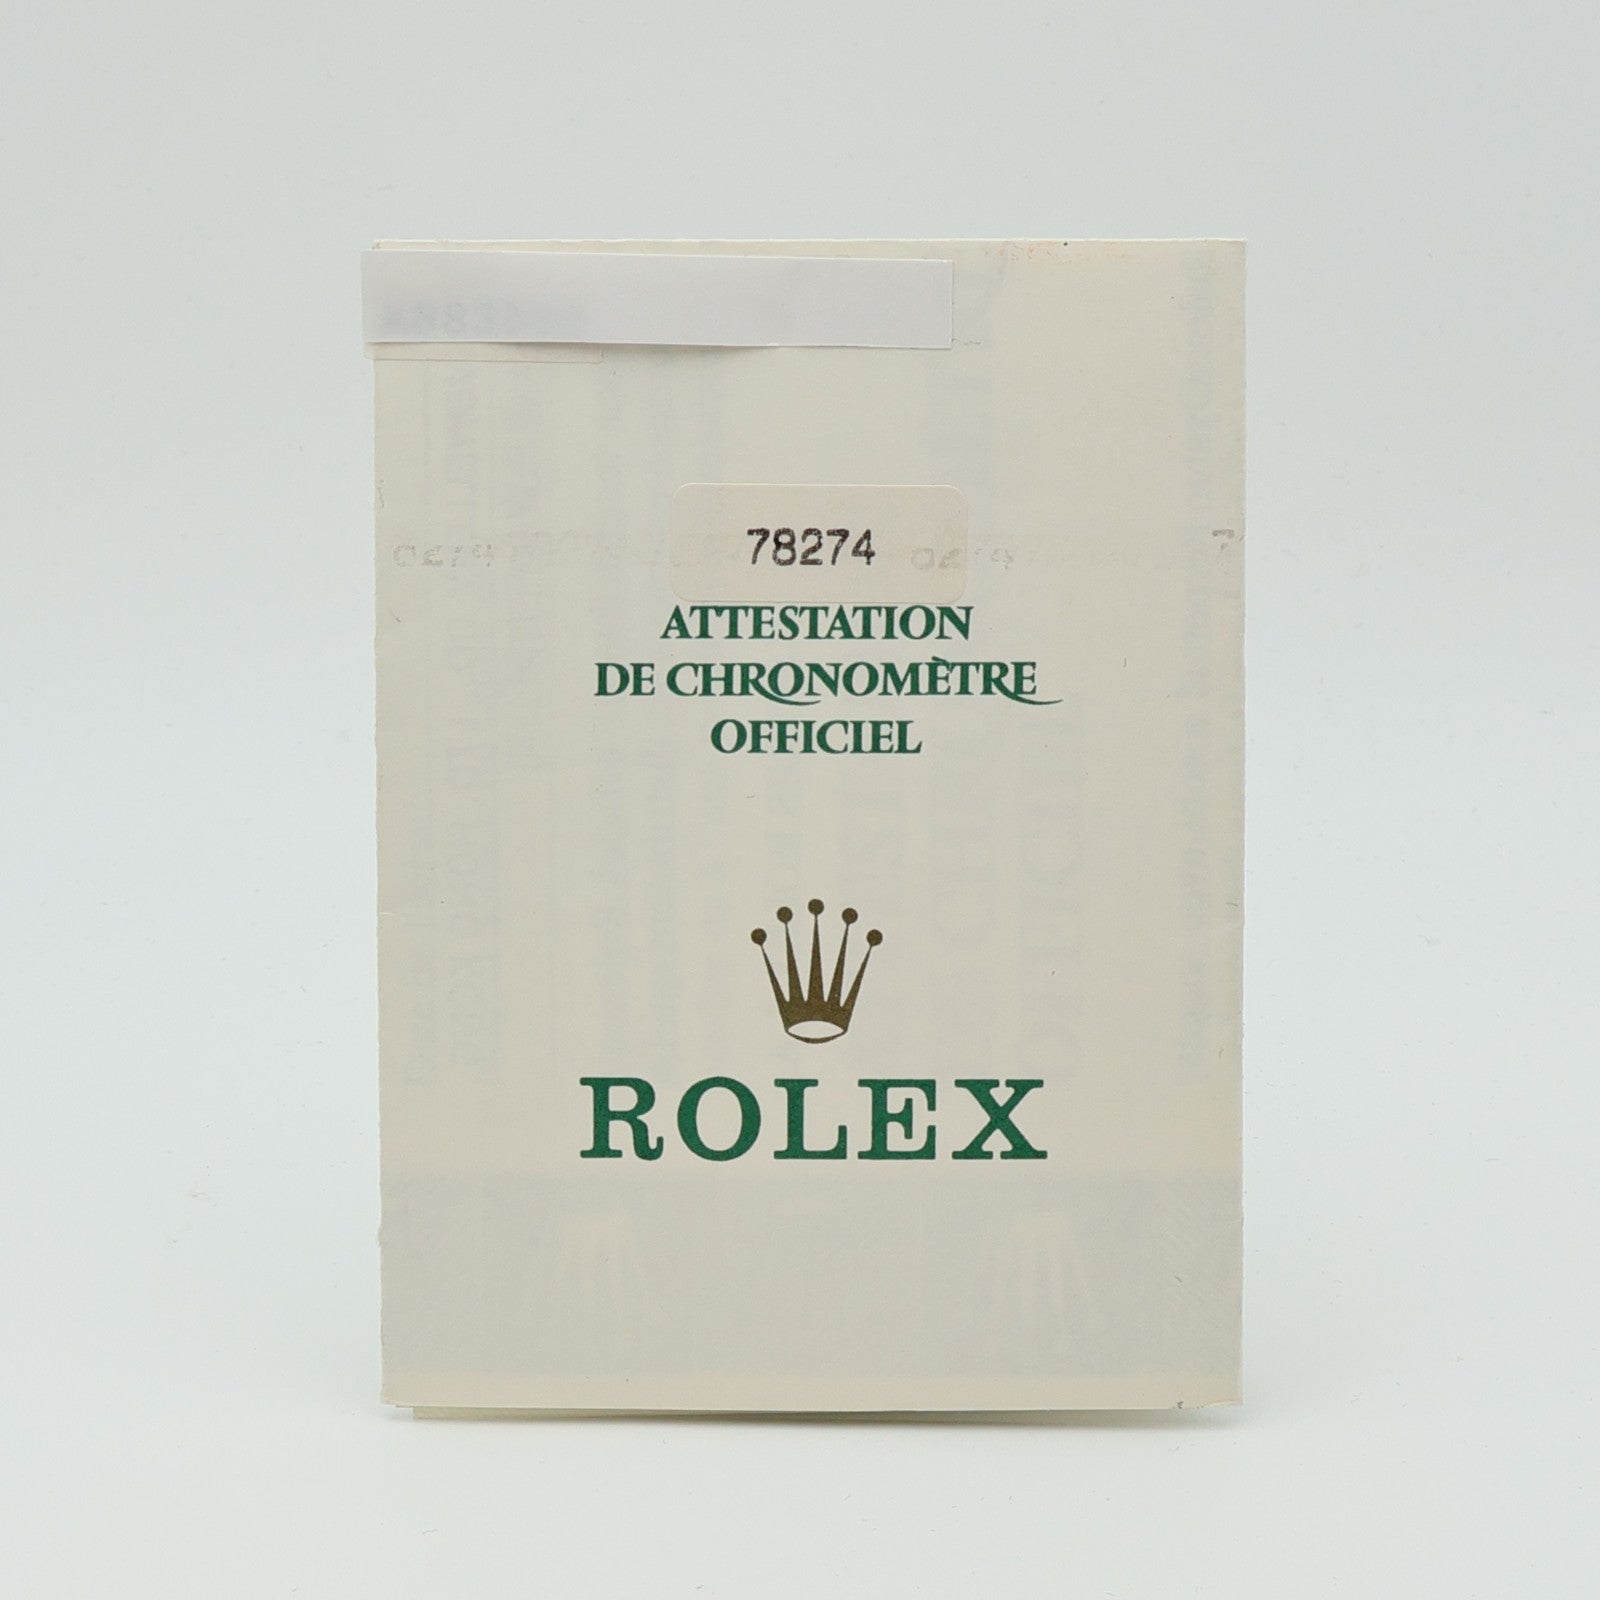 78274
ATTESTATION
DE CHRONOMÈTRE
OFFICIEL
ROLEX